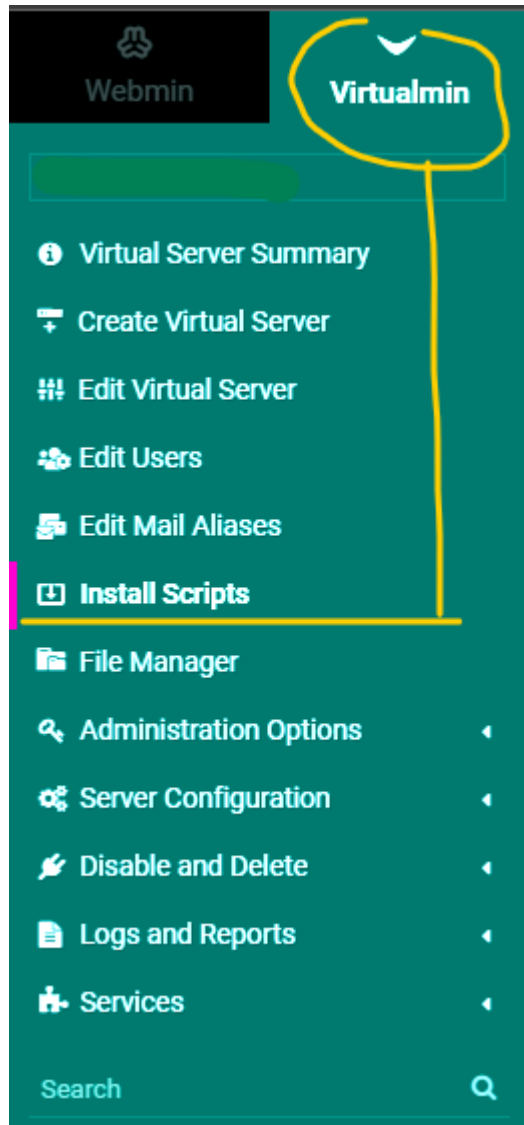 Webmin
Virtualmin
Virtual Server Summary
Create Virtual Server
Edit Virtual Server
Edit Users
Edit Mail Aliases
Install Scripts
File Manager
Administration Options
Server Configuration
Disable and Delete
Logs and Reports
Services
Search